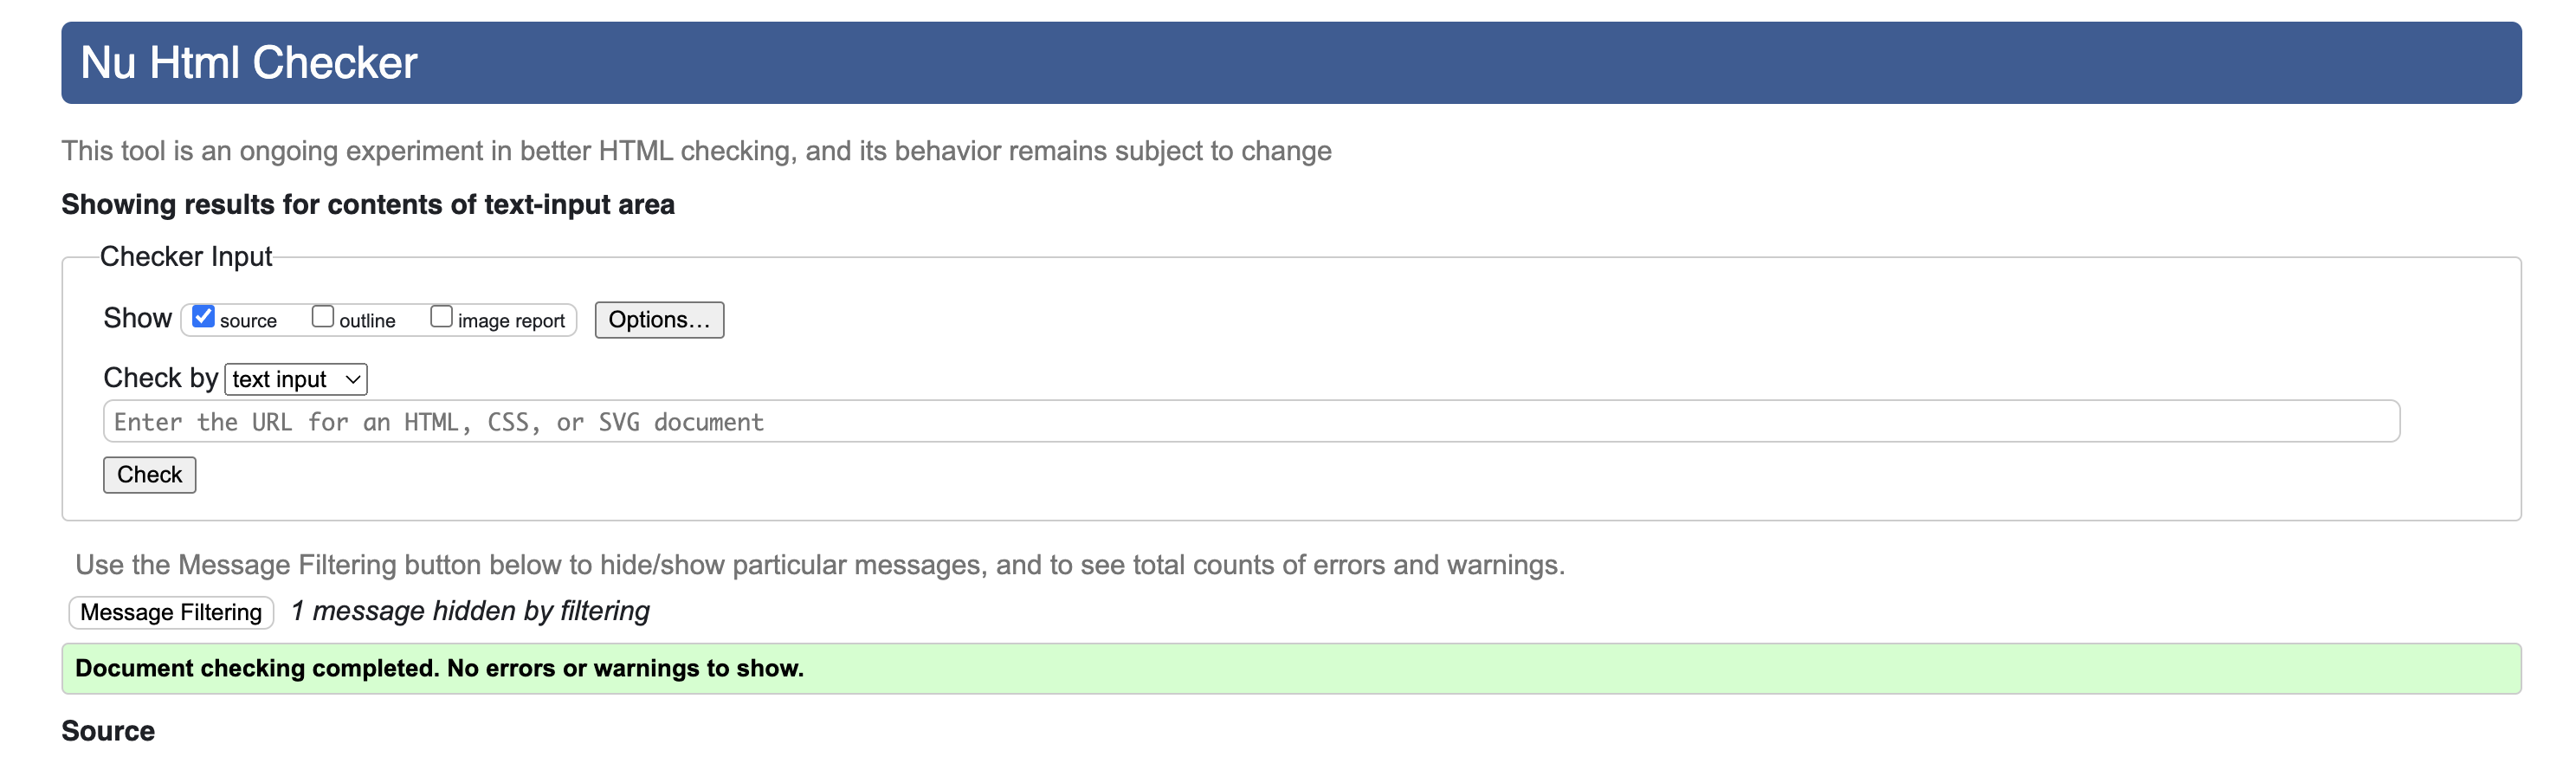 Nu Html Checker
This tool is an ongoing experiment in better HTML checking, and its behavior remains subject to change
Showing results for contents of text-input area
Checker Input
Show source outline image report Options…
Check by text input
Enter the URL for an HTML, CSS, or SVG document
Check
Use the Message Filtering button below to hide/show particular messages, and to see total counts of errors and warnings.
Message Filtering 1 message hidden by filtering
Document checking completed. No errors or warnings to show.
Source